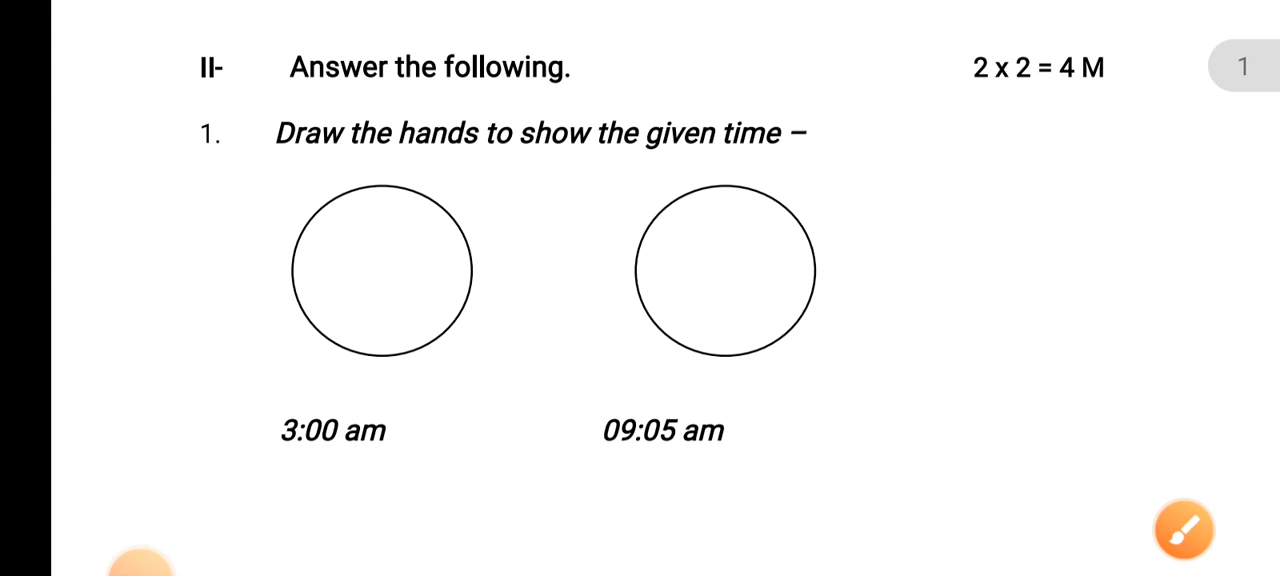 II- Answer the following. 2 x 2 = 4 M
1
1. Draw the hands to show the given time –
3:00 am 09:05 am